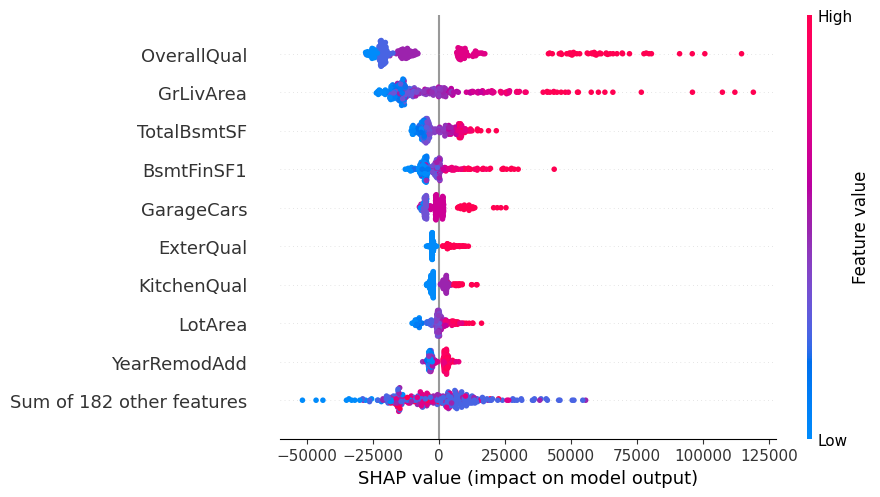 High
OverallQual
GrLivArea
TotalBsmtSF
BsmtFinSF1
GarageCars
ExterQual
KitchenQual
LotArea
YearRemodAdd
Sum of 182 other features
Feature value
Low
−50000 −25000 0 25000 50000 75000 100000 125000
SHAP value (impact on model output)